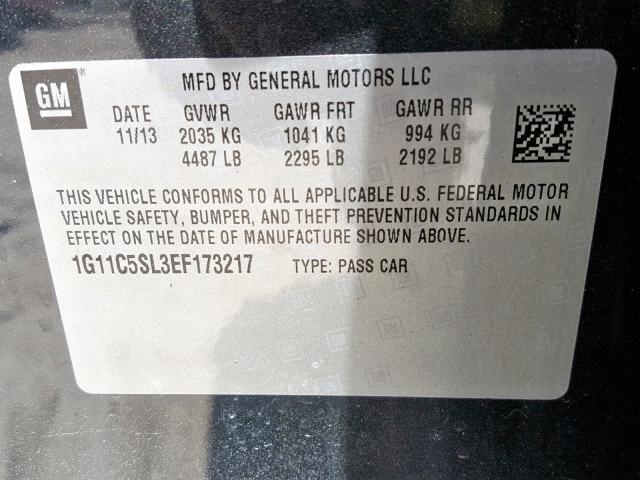 GM®
MFD BY GENERAL MOTORS LLC
DATE GVWR GAWR FRT GAWR RR
11/13 2035 KG 1041 KG 994 KG
4487 LB 2295 LB 2192 LB
THIS VEHICLE CONFORMS TO ALL APPLICABLE U.S. FEDERAL MOTOR
VEHICLE SAFETY, BUMPER, AND THEFT PREVENTION STANDARDS IN
EFFECT ON THE DATE OF MANUFACTURE SHOWN ABOVE.
1G11C5SL3EF173217 TYPE: PASS CAR